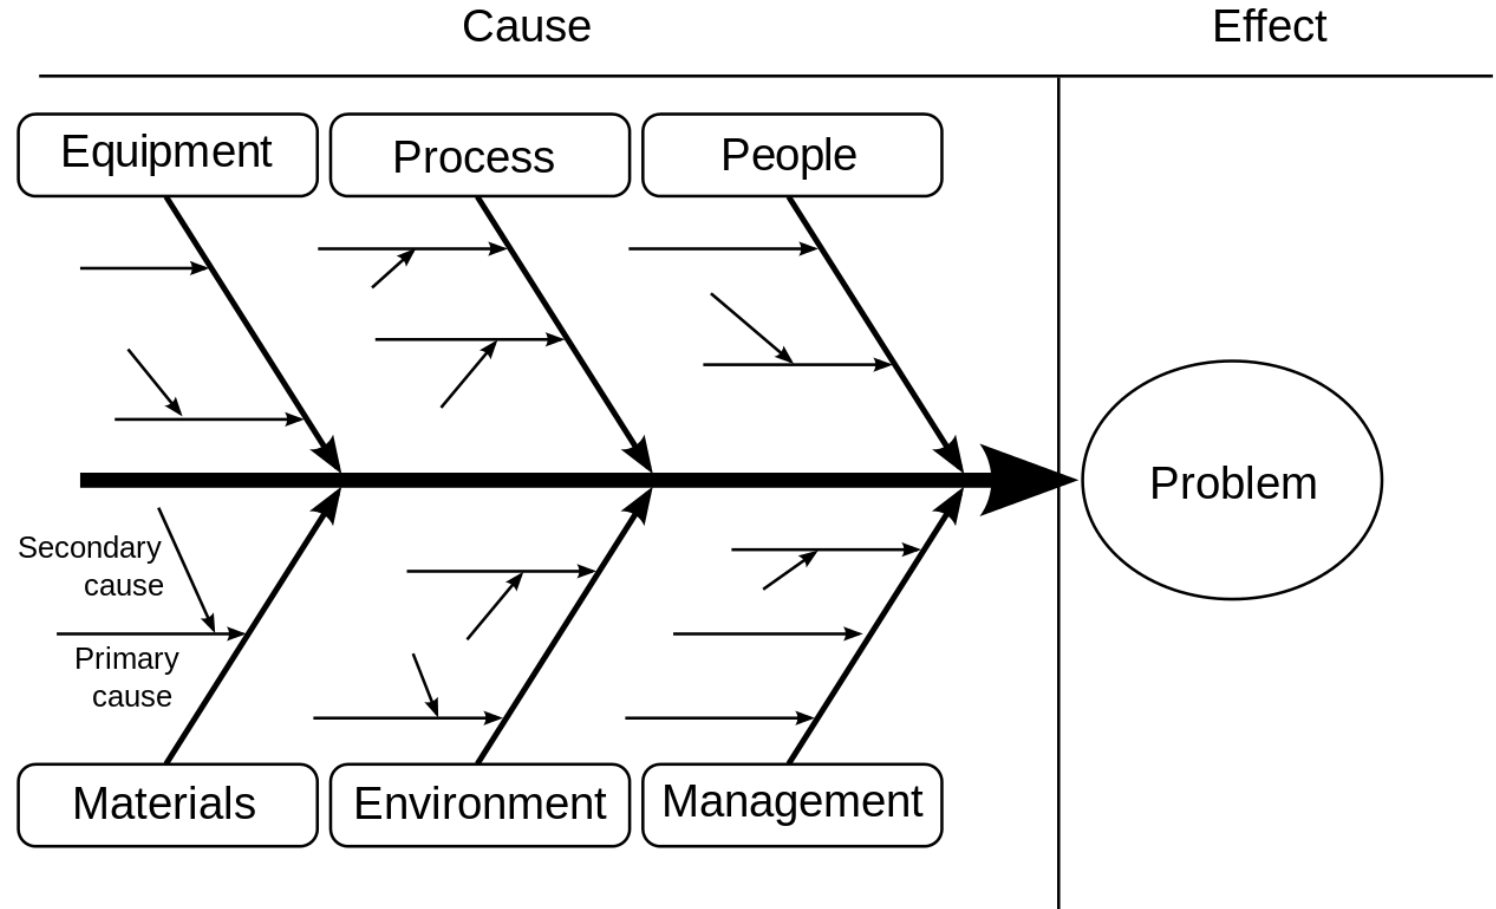 Cause
Effect
Equipment
Process
People
Problem
Secondary
cause
Primary
cause
Materials
Environment
Management